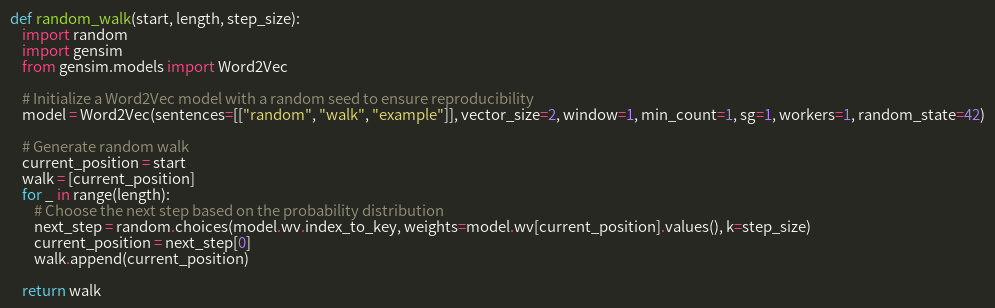 def random_walk(start, length, step_size):
    import random
    import gensim
    from gensim.models import Word2Vec

    # Initialize a Word2Vec model with a random seed to ensure reproducibility
    model = Word2Vec(sentences=[["random", "walk", "example"]], vector_size=2, window=1, min_count=1, sg=1, workers=1, random_state=42)

    # Generate random walk
    current_position = start
    walk = [current_position]
    for _ in range(length):
        # Choose the next step based on the probability distribution
        next_step = random.choices(model.wv.index_to_key, weights=model.wv[current_position].values(), k=step_size)
        current_position = next_step[0]
        walk.append(current_position)

    return walk